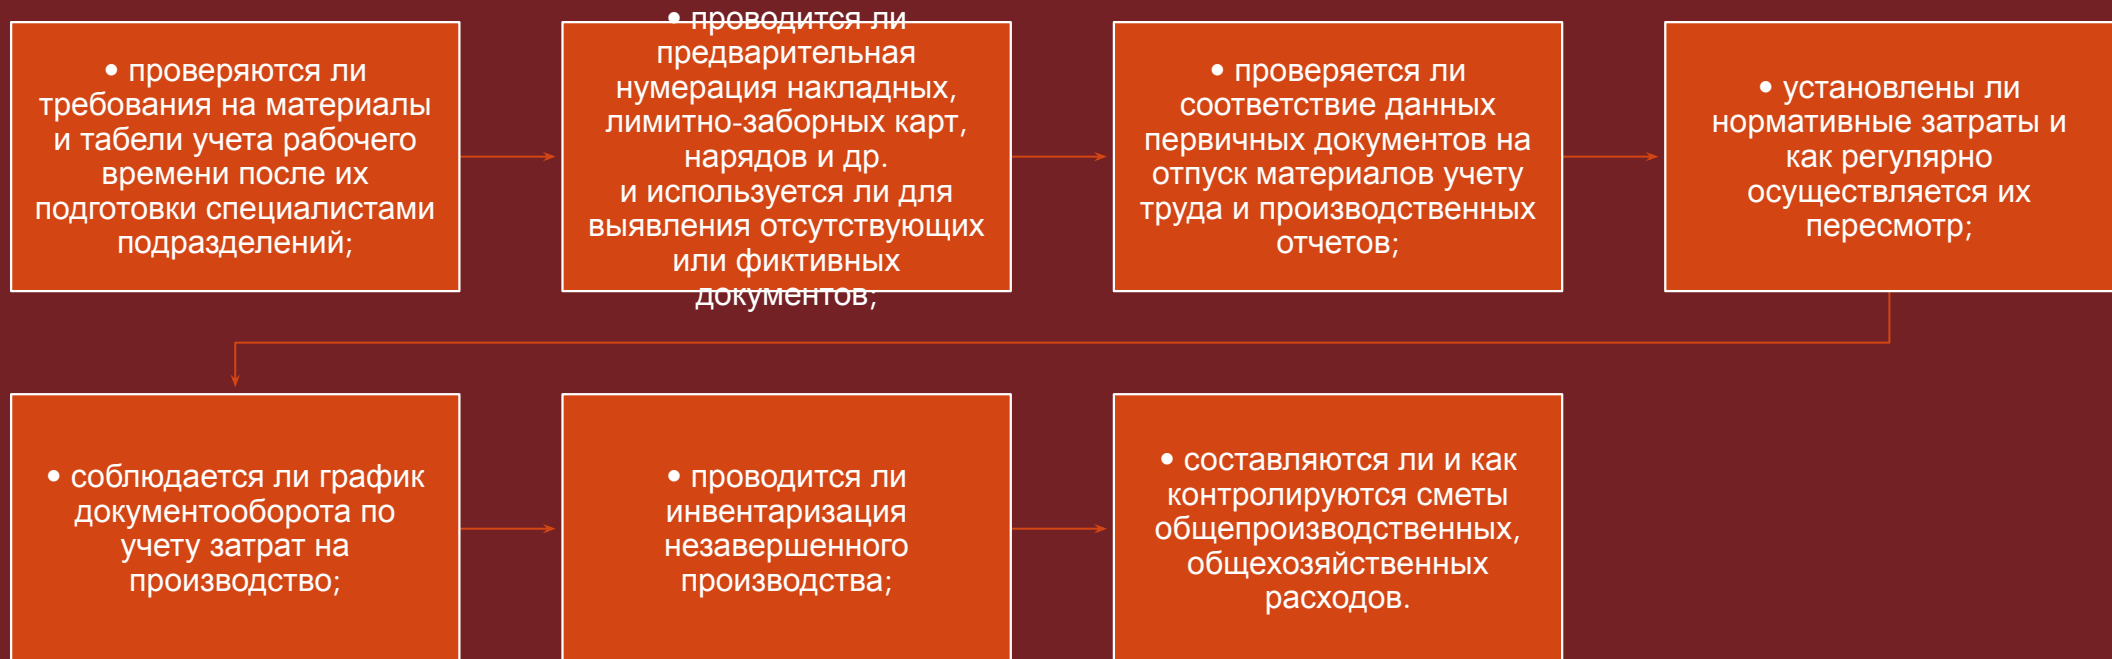 • проверяются ли
требования на материалы
и табели учета рабочего
времени после их
подготовки специалистами
подразделений;
• проводится ли
предварительная
нумерация накладных,
лимитно-заборных карт,
нарядов и др.
и используется ли для
выявления отсутствующих
или фиктивных
документов;
• проверяется ли
соответствие данных
первичных документов на
отпуск материалов учету
труда и производственных
отчетов;
• установлены ли
нормативные затраты и
как регулярно
осуществляется их
пересмотр;
• соблюдается ли график
документооборота по
учету затрат на
производство;
• проводится ли
инвентаризация
незавершенного
производства;
• составляются ли и как
контролируются сметы
общепроизводственных,
общехозяйственных
расходов.